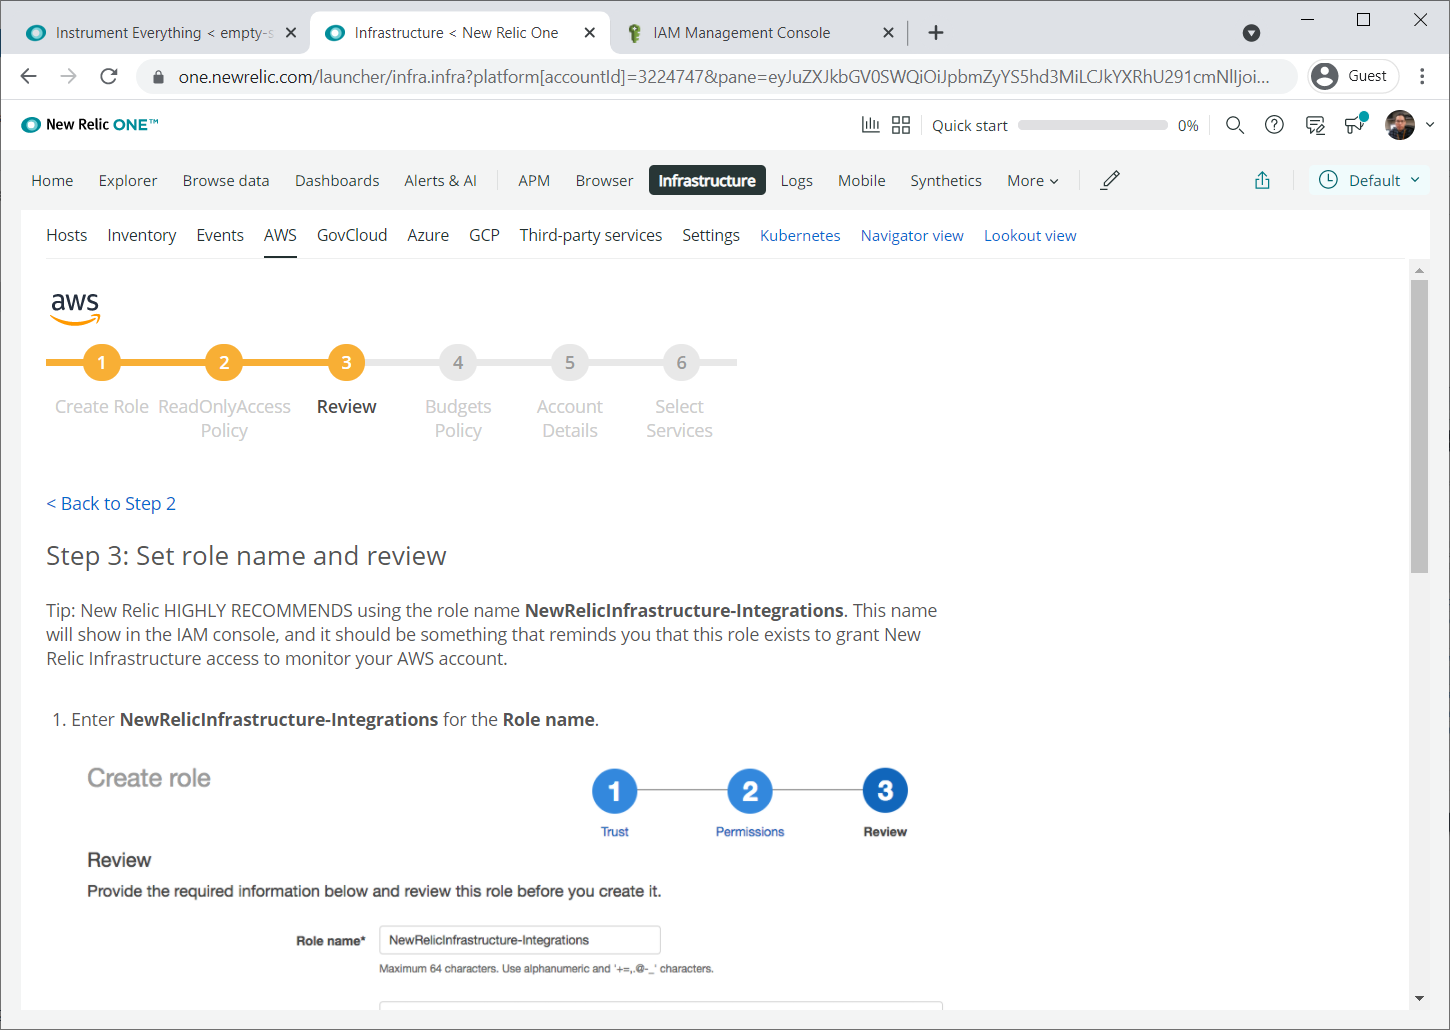 Instrument Everything < empty-s
Infrastructure < New Relic One
IAM Management Console
one.newrelic.com/launcher/infra.infra?platform[accountId]=3224747&pane=eyJuZXJkbGV0SWQiOiJpbmZyYS5hd3MiLCJkYXRhU291cmNlIjoi...
Guest
New Relic ONE™
Quick start
0%
Home
Explorer
Browse data
Dashboards
Alerts & AI
APM
Browser
Infrastructure
Logs
Mobile
Synthetics
More
Default
Hosts
Inventory
Events
AWS
GovCloud
Azure
GCP
Third-party services
Settings
Kubernetes
Navigator view
Lookout view
aws
1
2
3
4
5
6
Create Role
ReadOnlyAccess
Policy
Review
Budgets
Policy
Account
Details
Select
Services
< Back to Step 2
Step 3: Set role name and review
Tip: New Relic HIGHLY RECOMMENDS using the role name NewRelicInfrastructure-Integrations. This name
will show in the IAM console, and it should be something that reminds you that this role exists to grant New
Relic Infrastructure access to monitor your AWS account.
1. Enter NewRelicInfrastructure-Integrations for the Role name.
Create role
1
2
3
Trust
Permissions
Review
Review
Provide the required information below and review this role before you create it.
Role name*
NewRelicInfrastructure-Integrations
Maximum 64 characters. Use alphanumeric and '+=,.@-_' characters.